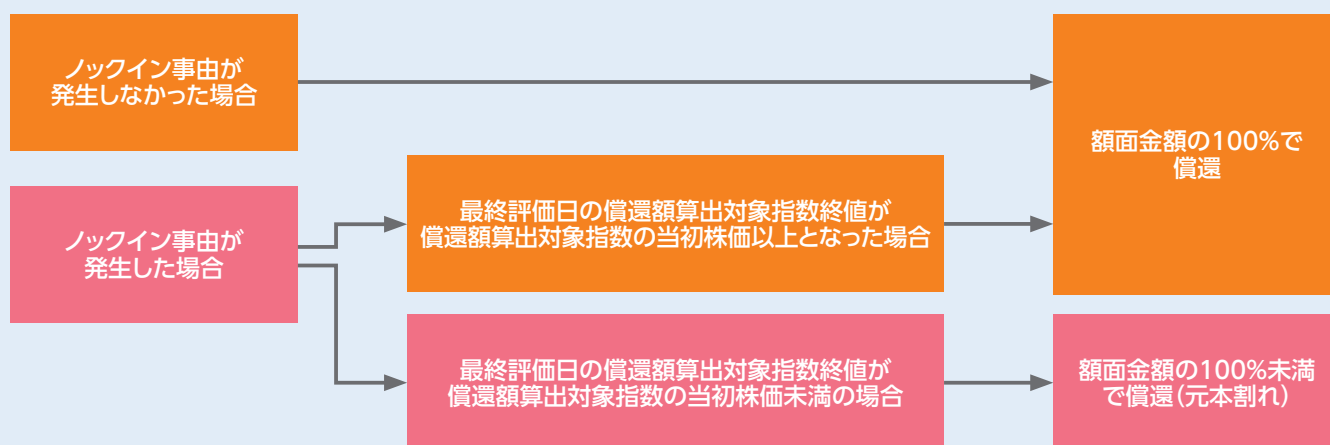 ノックイン事由が
発生しなかった場合
額面金額の100%で
償還
最終評価日の償還額算出対象指数終値が
償還額算出対象指数の当初株価以上となった場合
ノックイン事由が
発生した場合
最終評価日の償還額算出対象指数終値が
償還額算出対象指数の当初株価未満の場合
額面金額の100%未満
で償還（元本割れ）